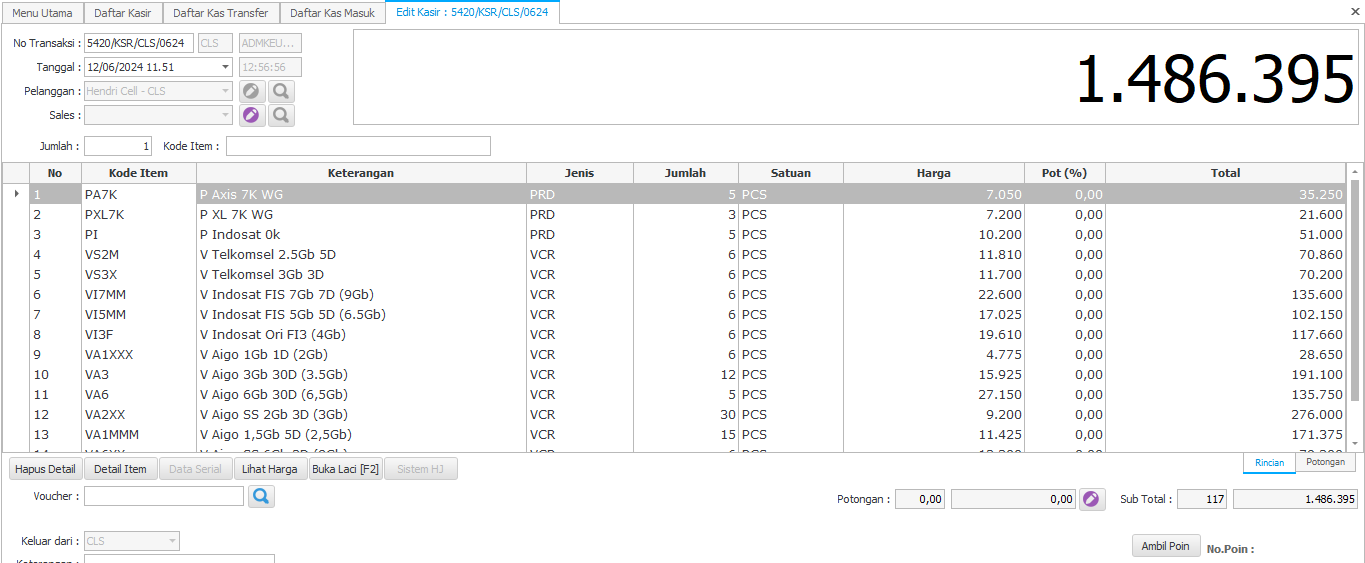 Menu Utama Daftar Kasir Daftar Kas Transfer Daftar Kas Masuk Edit Kasir : 5420/KSR/CLS/0624
No Transaksi : 5420/KSR/CLS/0624 CLS ADMKEU...
1.486.395
Tanggal : 12/06/2024 11.51 12:56:56
Pelanggan : Hendri Cell - CLS
Sales :
Jumlah : 1 Kode Item :
No Kode Item Keterangan Jenis Jumlah Satuan Harga Pot (%) Total
1 PA7K P Axis 7K WG PRD 5 PCS 7.050 0,00 35.250
2 PXL7K P XL 7K WG PRD 3 PCS 7.200 0,00 21.600
3 PI P Indosat 0k PRD 5 PCS 10.200 0,00 51.000
4 VS2M V Telkomsel 2.5Gb 5D VCR 6 PCS 11.810 0,00 70.860
5 VS3X V Telkomsel 3Gb 3D VCR 6 PCS 11.700 0,00 70.200
6 VI7MM V Indosat FIS 7Gb 7D (9Gb) VCR 6 PCS 22.600 0,00 135.600
7 VI5MM V Indosat FIS 5Gb 5D (6.5Gb) VCR 6 PCS 17.025 0,00 102.150
8 VI3F V Indosat Ori FI3 (4Gb) VCR 6 PCS 19.610 0,00 117.660
9 VA1XXX V Aigo 1Gb 1D (2Gb) VCR 6 PCS 4.775 0,00 28.650
10 VA3 V Aigo 3Gb 30D (3.5Gb) VCR 12 PCS 15.925 0,00 191.100
11 VA6 V Aigo 6Gb 30D (6,5Gb) VCR 5 PCS 27.150 0,00 135.750
12 VA2XX V Aigo SS 2Gb 3D (3Gb) VCR 30 PCS 9.200 0,00 276.000
13 VA1MMM V Aigo 1,5Gb 5D (2,5Gb) VCR 15 PCS 11.425 0,00 171.375
Hapus Detail Detail Item Data Serial Lihat Harga Buka Laci [F2] Sistem HJ Rincian Potongan
Voucher : Potongan : 0,00 0,00 Sub Total : 117 1.486.395
Keluar dari : CLS
Ambil Poin No.Poin :
Keterangan :